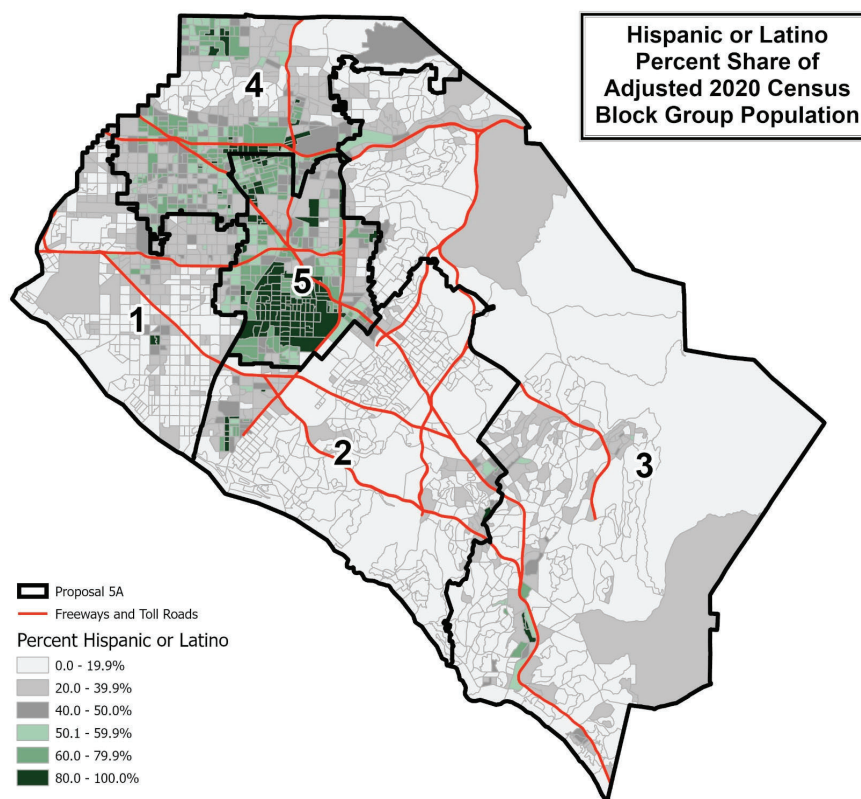 Hispanic or Latino
Percent Share of
Adjusted 2020 Census
Block Group Population
4
5
1
2
3
Proposal 5A
Freeways and Toll Roads
Percent Hispanic or Latino
0.0 - 19.9%
20.0 - 39.9%
40.0 - 50.0%
50.1 - 59.9%
60.0 - 79.9%
80.0 - 100.0%